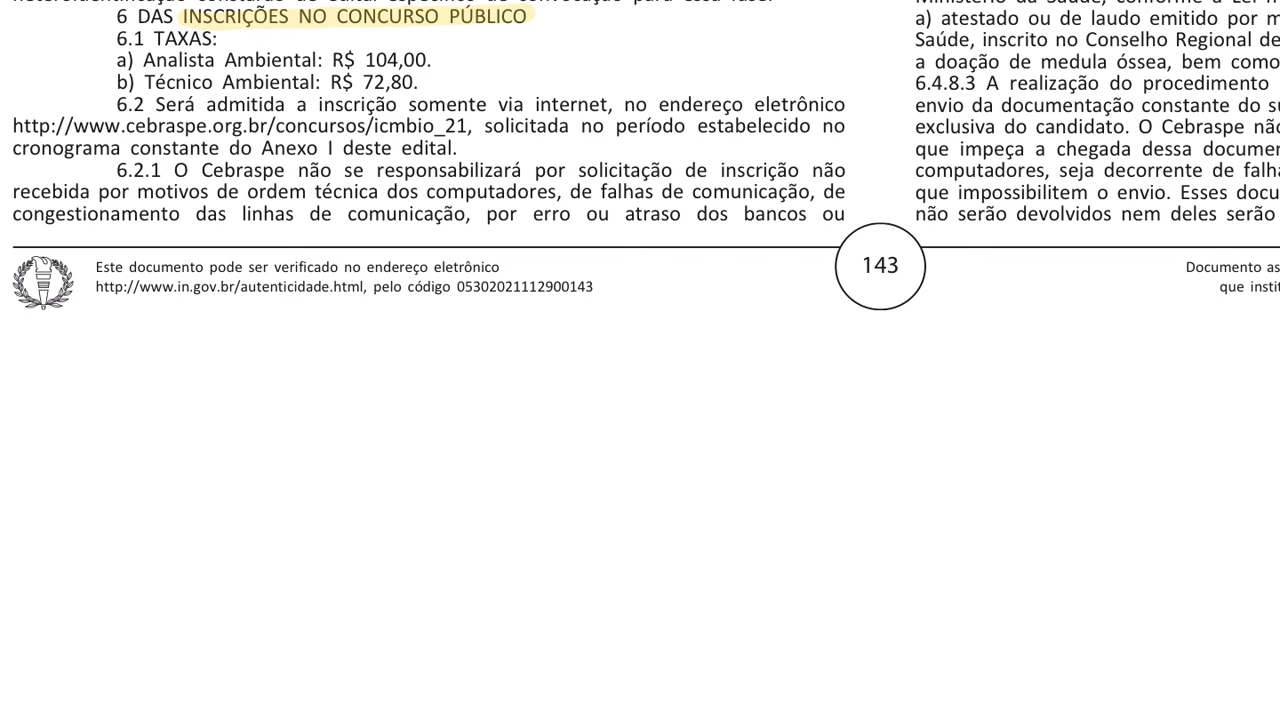 6 DAS INSCRIÇÕES NO CONCURSO PÚBLICO
6.1 TAXAS:
a) Analista Ambiental: R$ 104,00.
b) Técnico Ambiental: R$ 72,80.
6.2 Será admitida a inscrição somente via internet, no endereço eletrônico
http://www.cebraspe.org.br/concursos/icmbio_21, solicitada no período estabelecido no
cronograma constante do Anexo I deste edital.
6.2.1 O Cebraspe não se responsabilizará por solicitação de inscrição não
recebida por motivos de ordem técnica dos computadores, de falhas de comunicação, de
congestionamento das linhas de comunicação, por erro ou atraso dos bancos ou
a) atestado ou de laudo emitido por
Saúde, inscrito no Conselho Regional de
a doação de medula óssea, bem como
6.4.8.3 A realização do procedimento
envio da documentação constante do
exclusiva do candidato. O Cebraspe
que impeça a chegada dessa
computadores, seja decorrente de
que impossibilitem o envio. Esses
não serão devolvidos nem deles serão
Este documento pode ser verificado no endereço eletrônico
http://www.in.gov.br/autenticidade.html, pelo código 05302021112900143
143
Documento
que